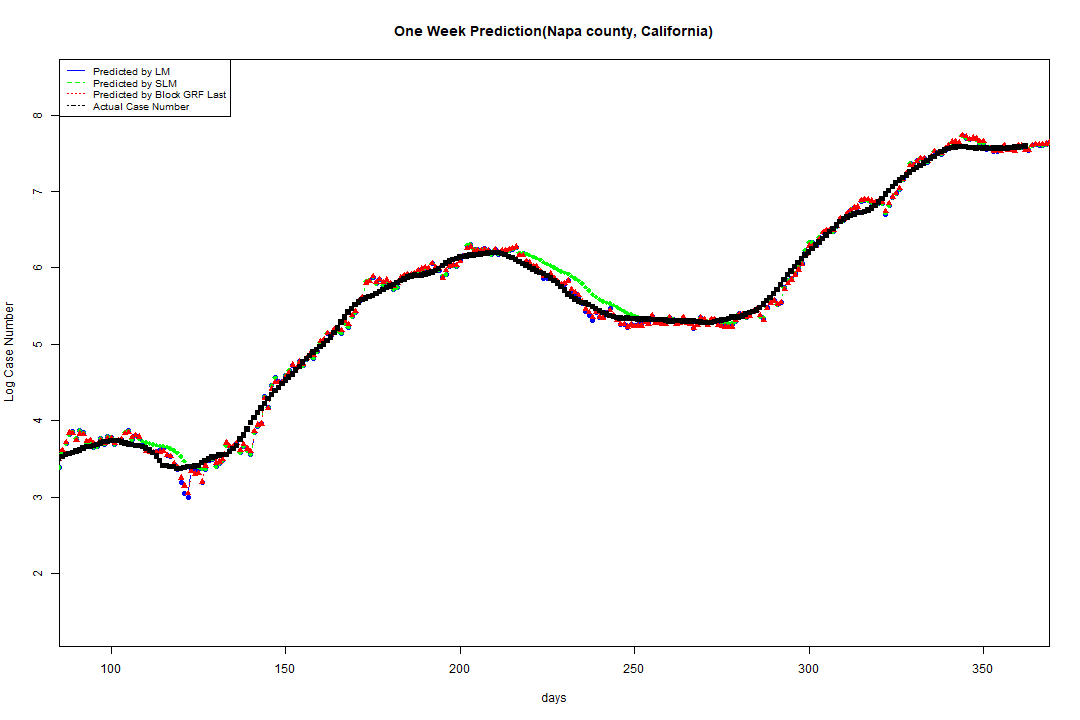 One Week Prediction(Napa county, California)
Predicted by LM
Predicted by SLM
Predicted by Block GRF Last
Actual Case Number
8
7
6
5
4
3
2
Log Case Number
100 150 200 250 300 350
days